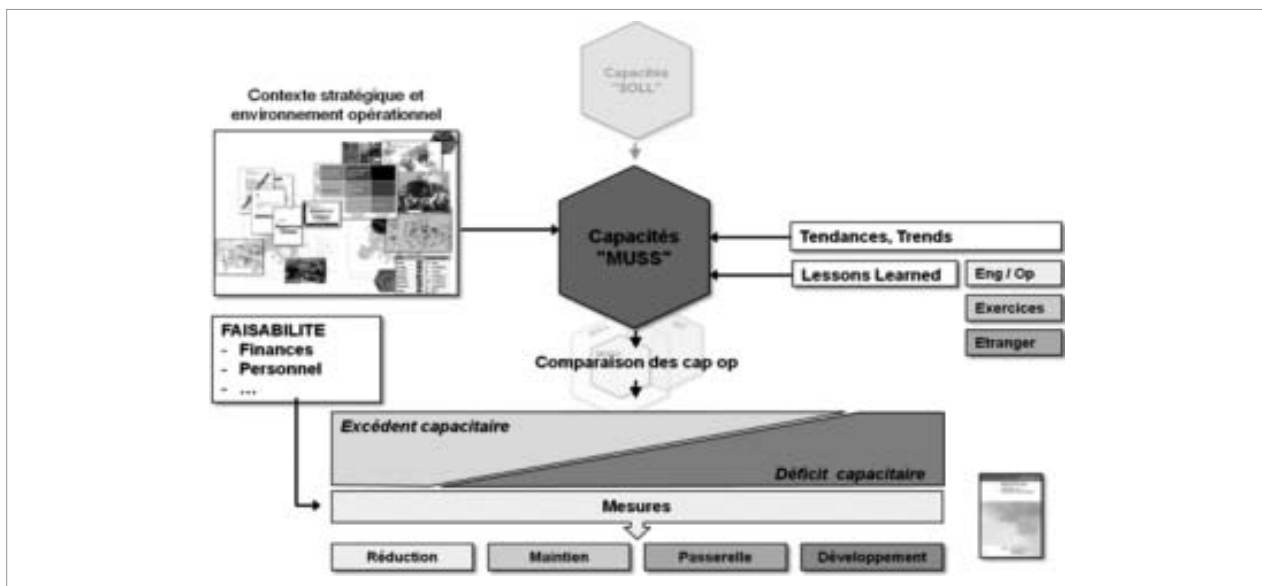 Capacités
"SOLL"
Contexte stratégique et
environnement opérationnel
Capacités
"MUSS"
Tendances, Trends
Lessons Learned
Eng / Op
Exercices
Etranger
FAISABILITE
- Finances
- Personnel
- ...
Comparaison des cap op
Excédent capacitaire
Déficit capacitaire
Mesures
Réduction
Maintien
Passerelle
Développement